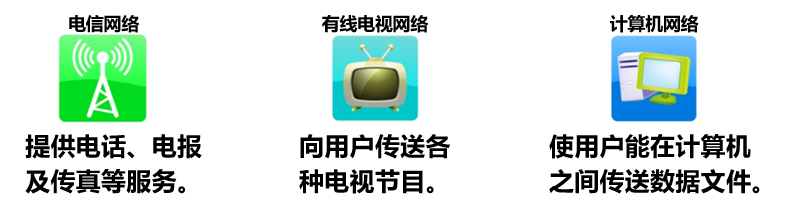 电信网络
提供电话、电报
及传真等服务。
有线电视网络
向用户传送各
种电视节目。
计算机网络
使用户能在计算机
之间传送数据文件。